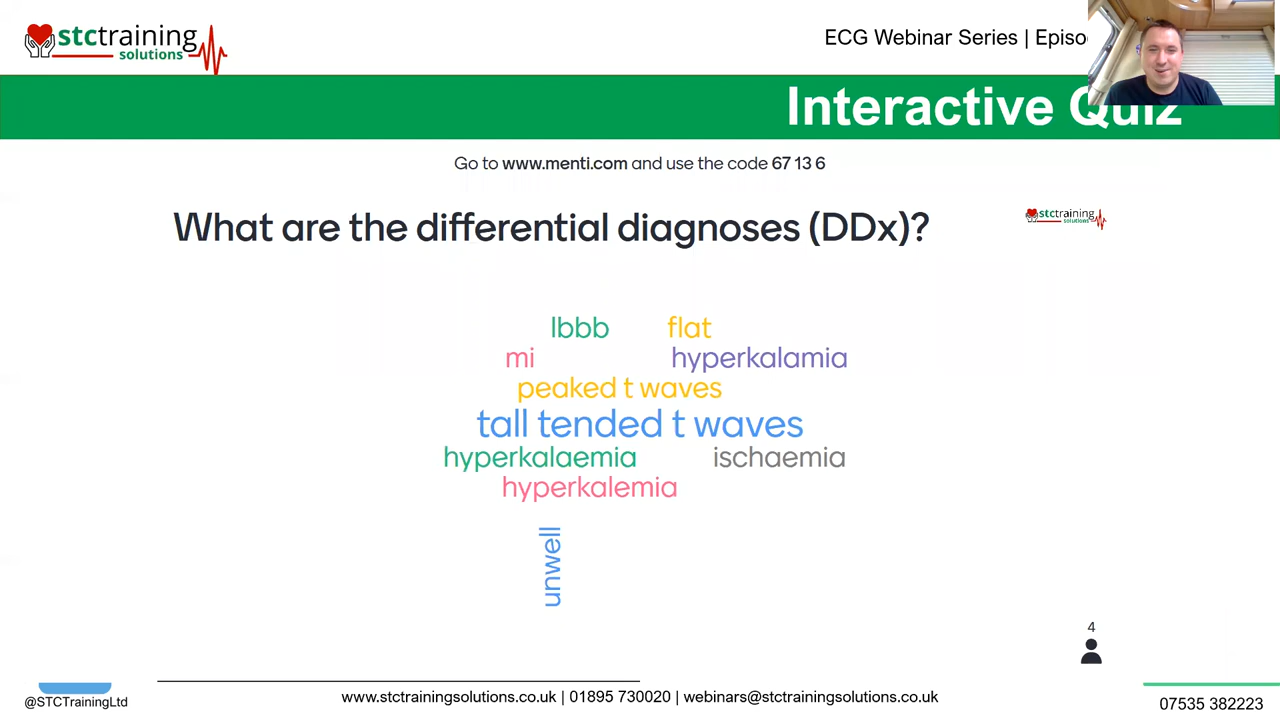 stctraining
solutions
ECG Webinar Series | Episo
Interactive Quiz
Go to www.menti.com and use the code 67 13 6
What are the differential diagnoses (DDx)?
stctraining
solutions
lbbb flat
mi hyperkalamia
peaked t waves
tall tended t waves
hyperkalaemia ischaemia
hyperkalemia
unwell
4
@STCTrainingLtd
www.stctrainingsolutions.co.uk | 01895 730020 | webinars@stctrainingsolutions.co.uk
07535 382223